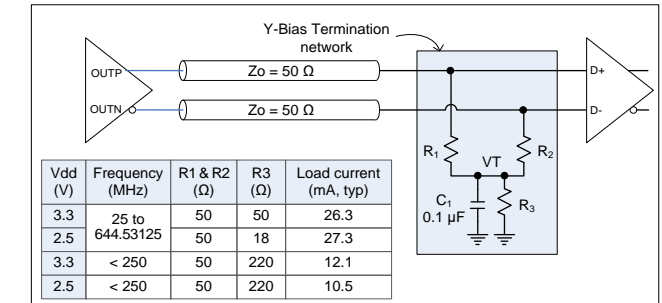 Y-Bias Termination
network
OUTP
OUTN
Zo = 50 Ω
Zo = 50 Ω
D+
D-
R1
R2
VT
C1
0.1 µF
R3
Vdd (V) Frequency (MHz) R1 & R2 (Ω) R3 (Ω) Load current (mA, typ)
3.3 25 to 644.53125 50 50 26.3
2.5 50 18 27.3
3.3 < 250 50 220 12.1
2.5 < 250 50 220 10.5